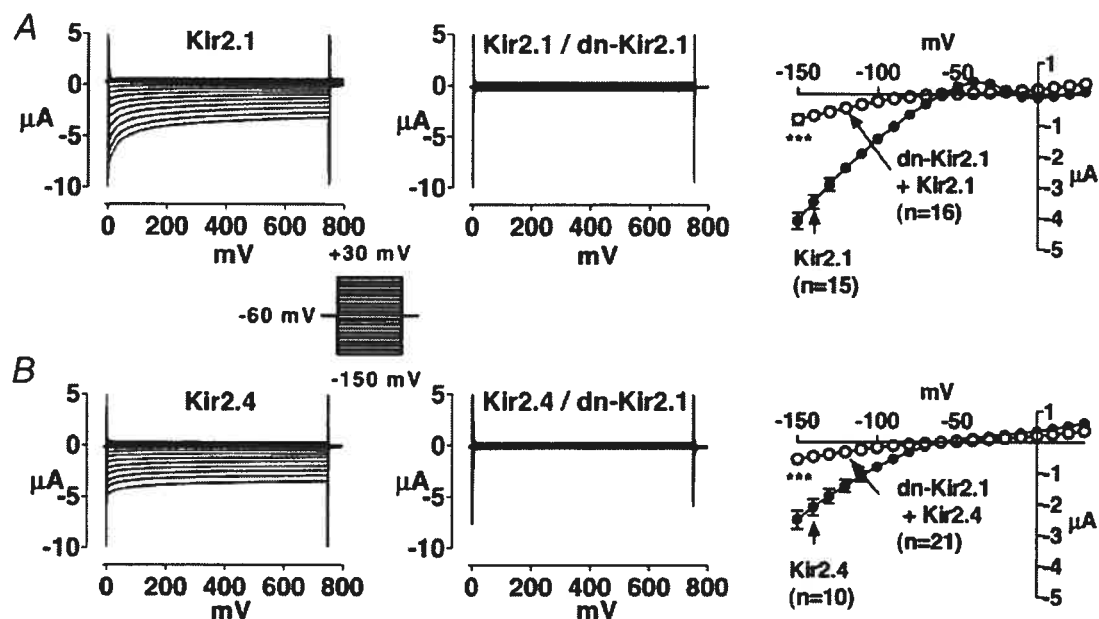 A
Kir2.1
5
0
μA
-5
-10
0 200 400 600 800
mV
Kir2.1 / dn-Kir2.1
5
0
μA
-5
-10
0 200 400 600 800
mV
mV
-150 -100 -50
1
-1
-2
-3
-4
-5
μA
***
dn-Kir2.1
+ Kir2.1
(n=16)
Kir2.1
(n=15)
+30 mV
-60 mV
-150 mV
B
Kir2.4
5
0
μA
-5
-10
0 200 400 600 800
mV
Kir2.4 / dn-Kir2.1
5
0
μA
-5
-10
0 200 400 600 800
mV
mV
-150 -100 -50
1
-1
-2
-3
-4
-5
μA
***
dn-Kir2.1
+ Kir2.4
(n=21)
Kir2.4
(n=10)